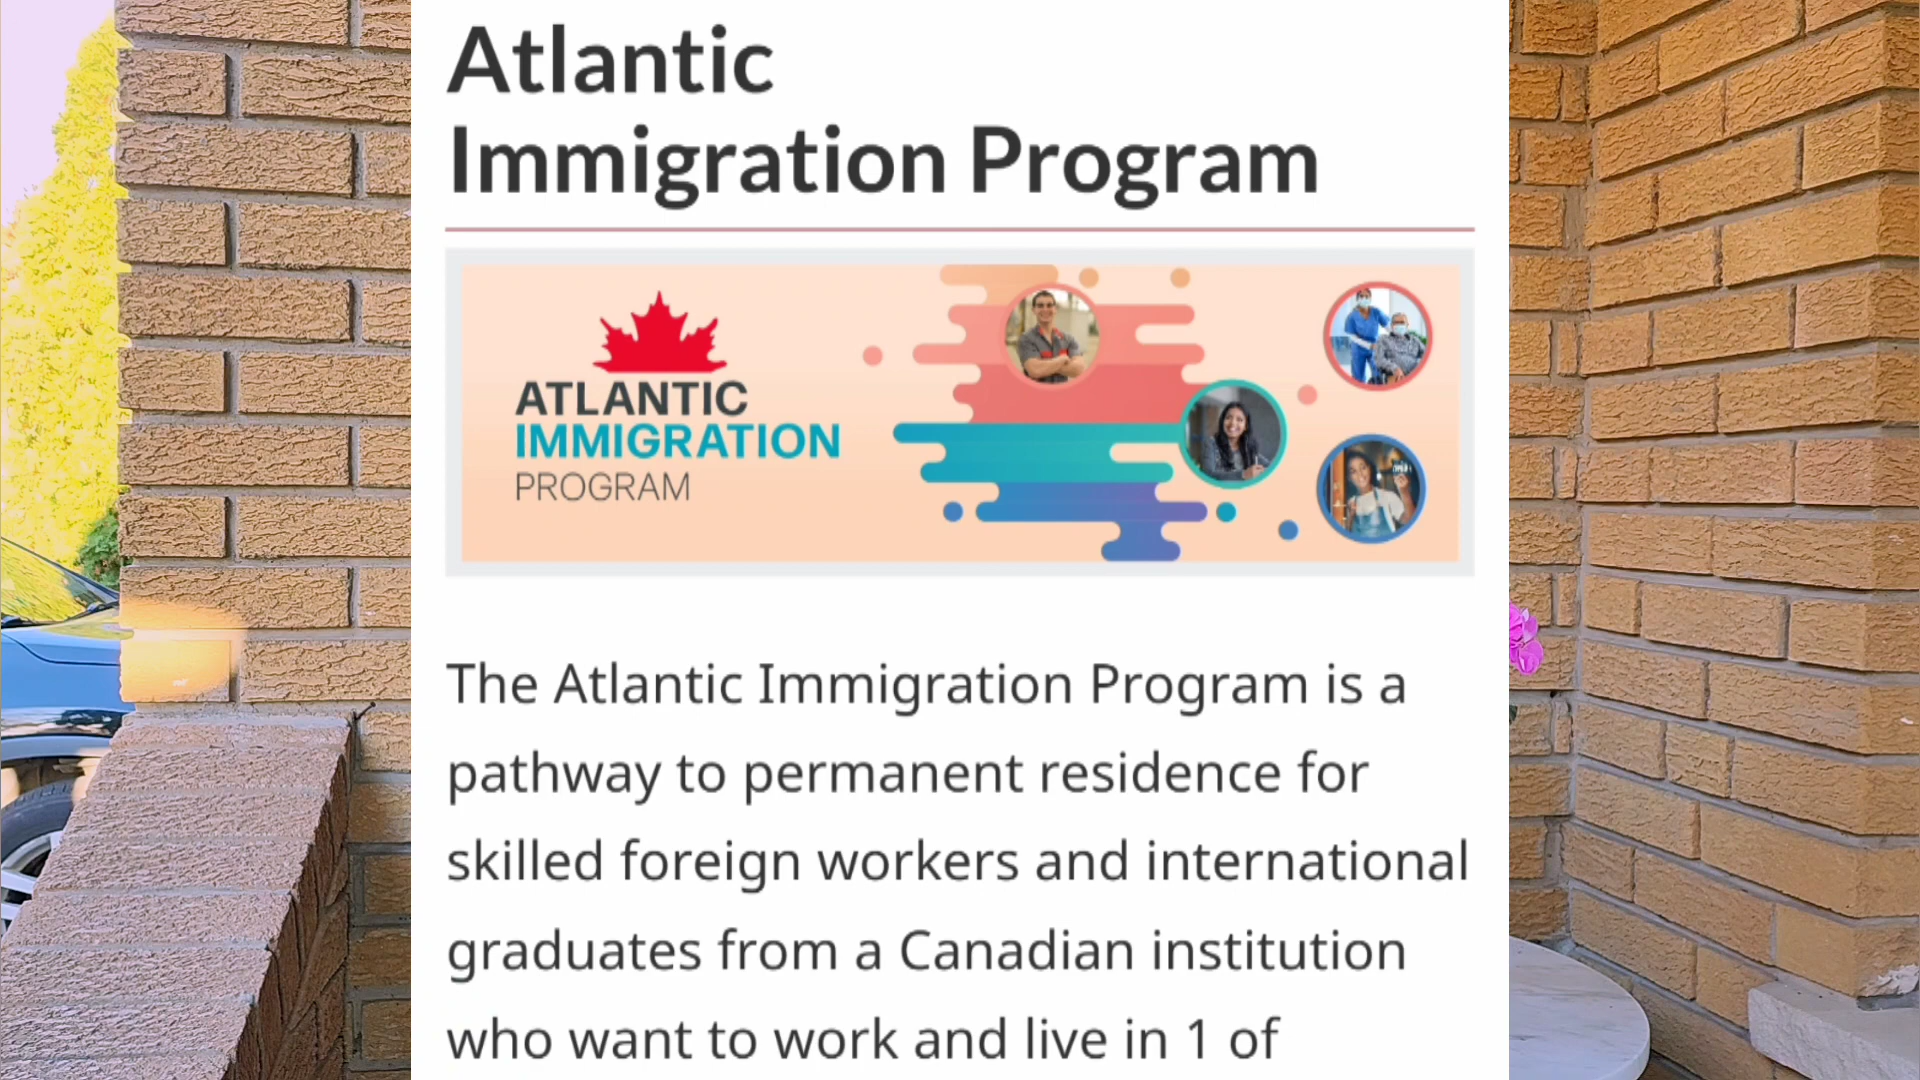 Atlantic
Immigration Program
ATLANTIC
IMMIGRATION
PROGRAM
The Atlantic Immigration Program is a
pathway to permanent residence for
skilled foreign workers and international
graduates from a Canadian institution
who want to work and live in 1 of